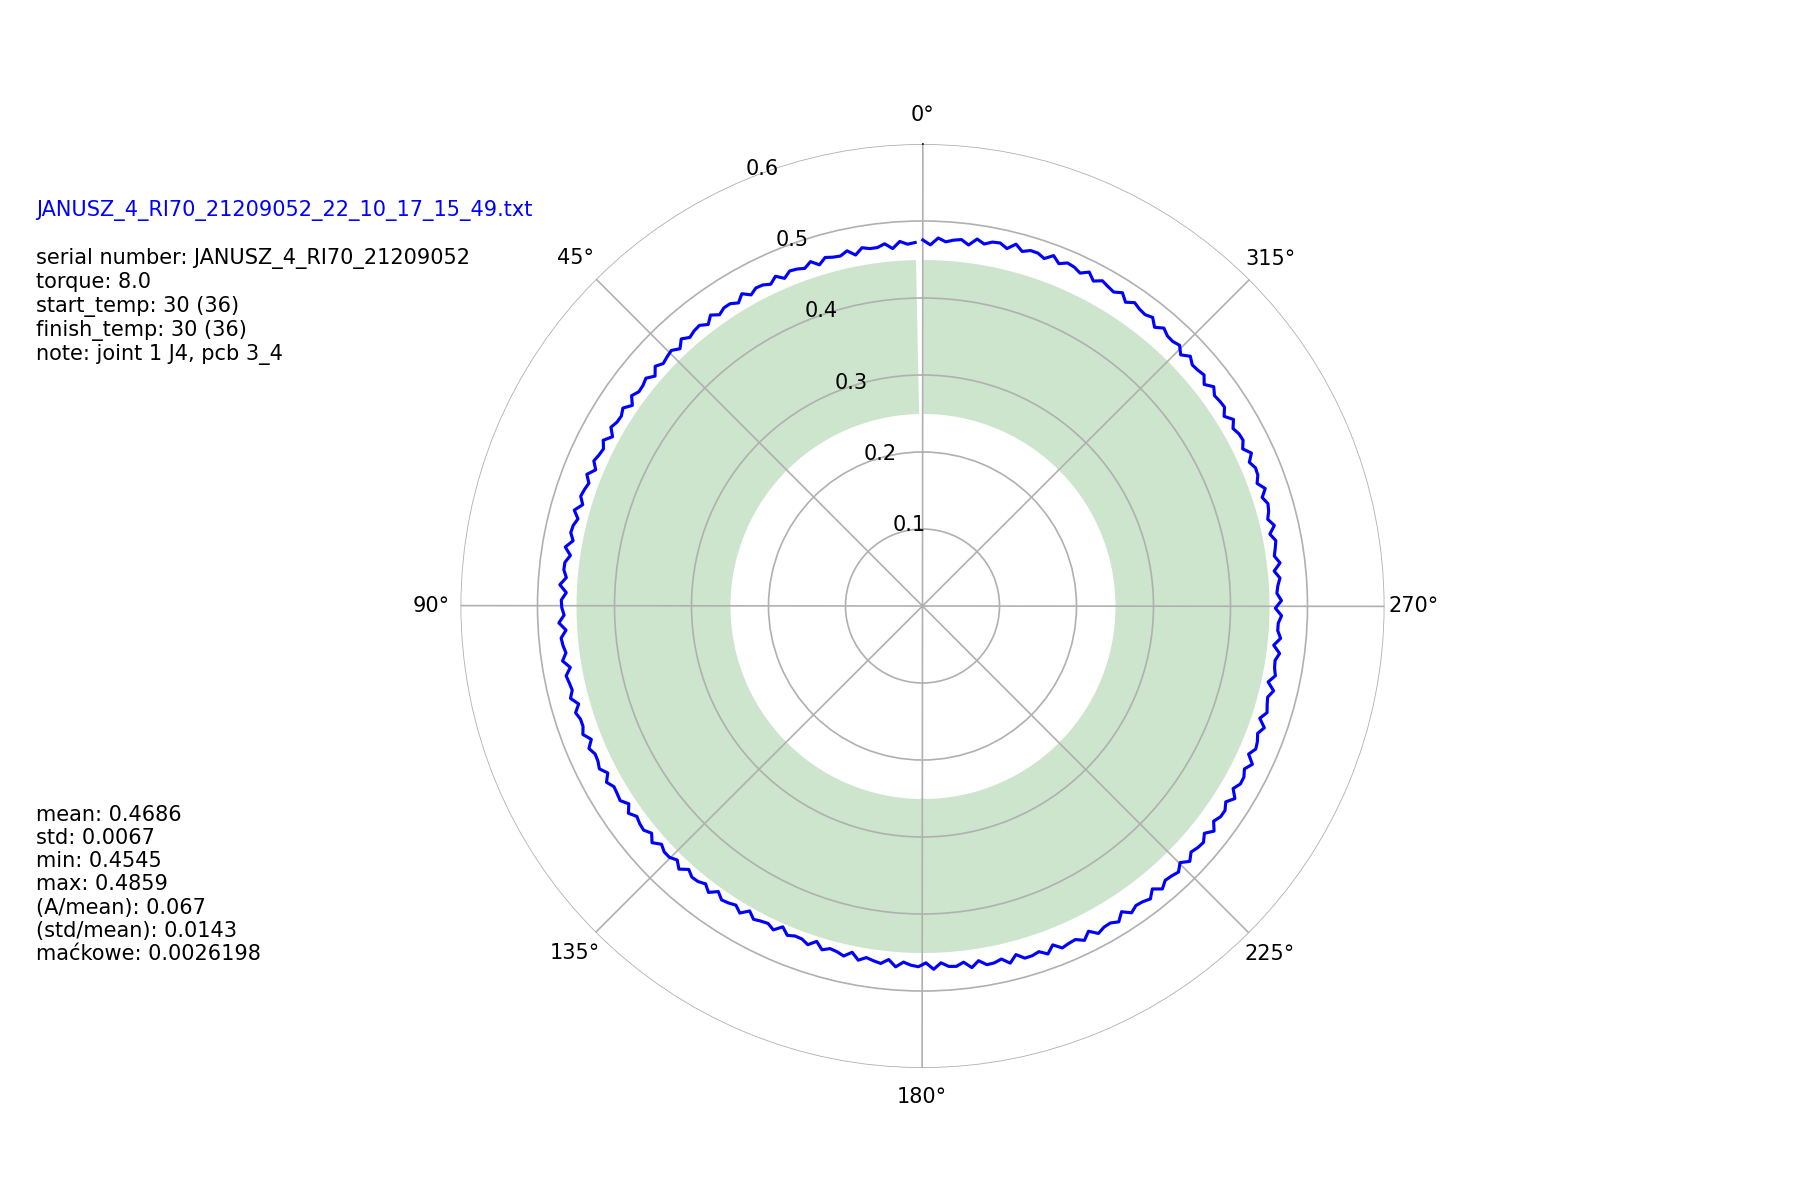 0°
0.6
JANUSZ_4_RI70_21209052_22_10_17_15_49.txt
0.5
45°
315°
serial number: JANUSZ_4_RI70_21209052
torque: 8.0
start_temp: 30 (36)
finish_temp: 30 (36)
note: joint 1 J4, pcb 3_4
0.4
0.3
0.2
0.1
90°
270°
mean: 0.4686
std: 0.0067
min: 0.4545
max: 0.4859
(A/mean): 0.067
(std/mean): 0.0143
maćkowe: 0.0026198
135°
225°
180°